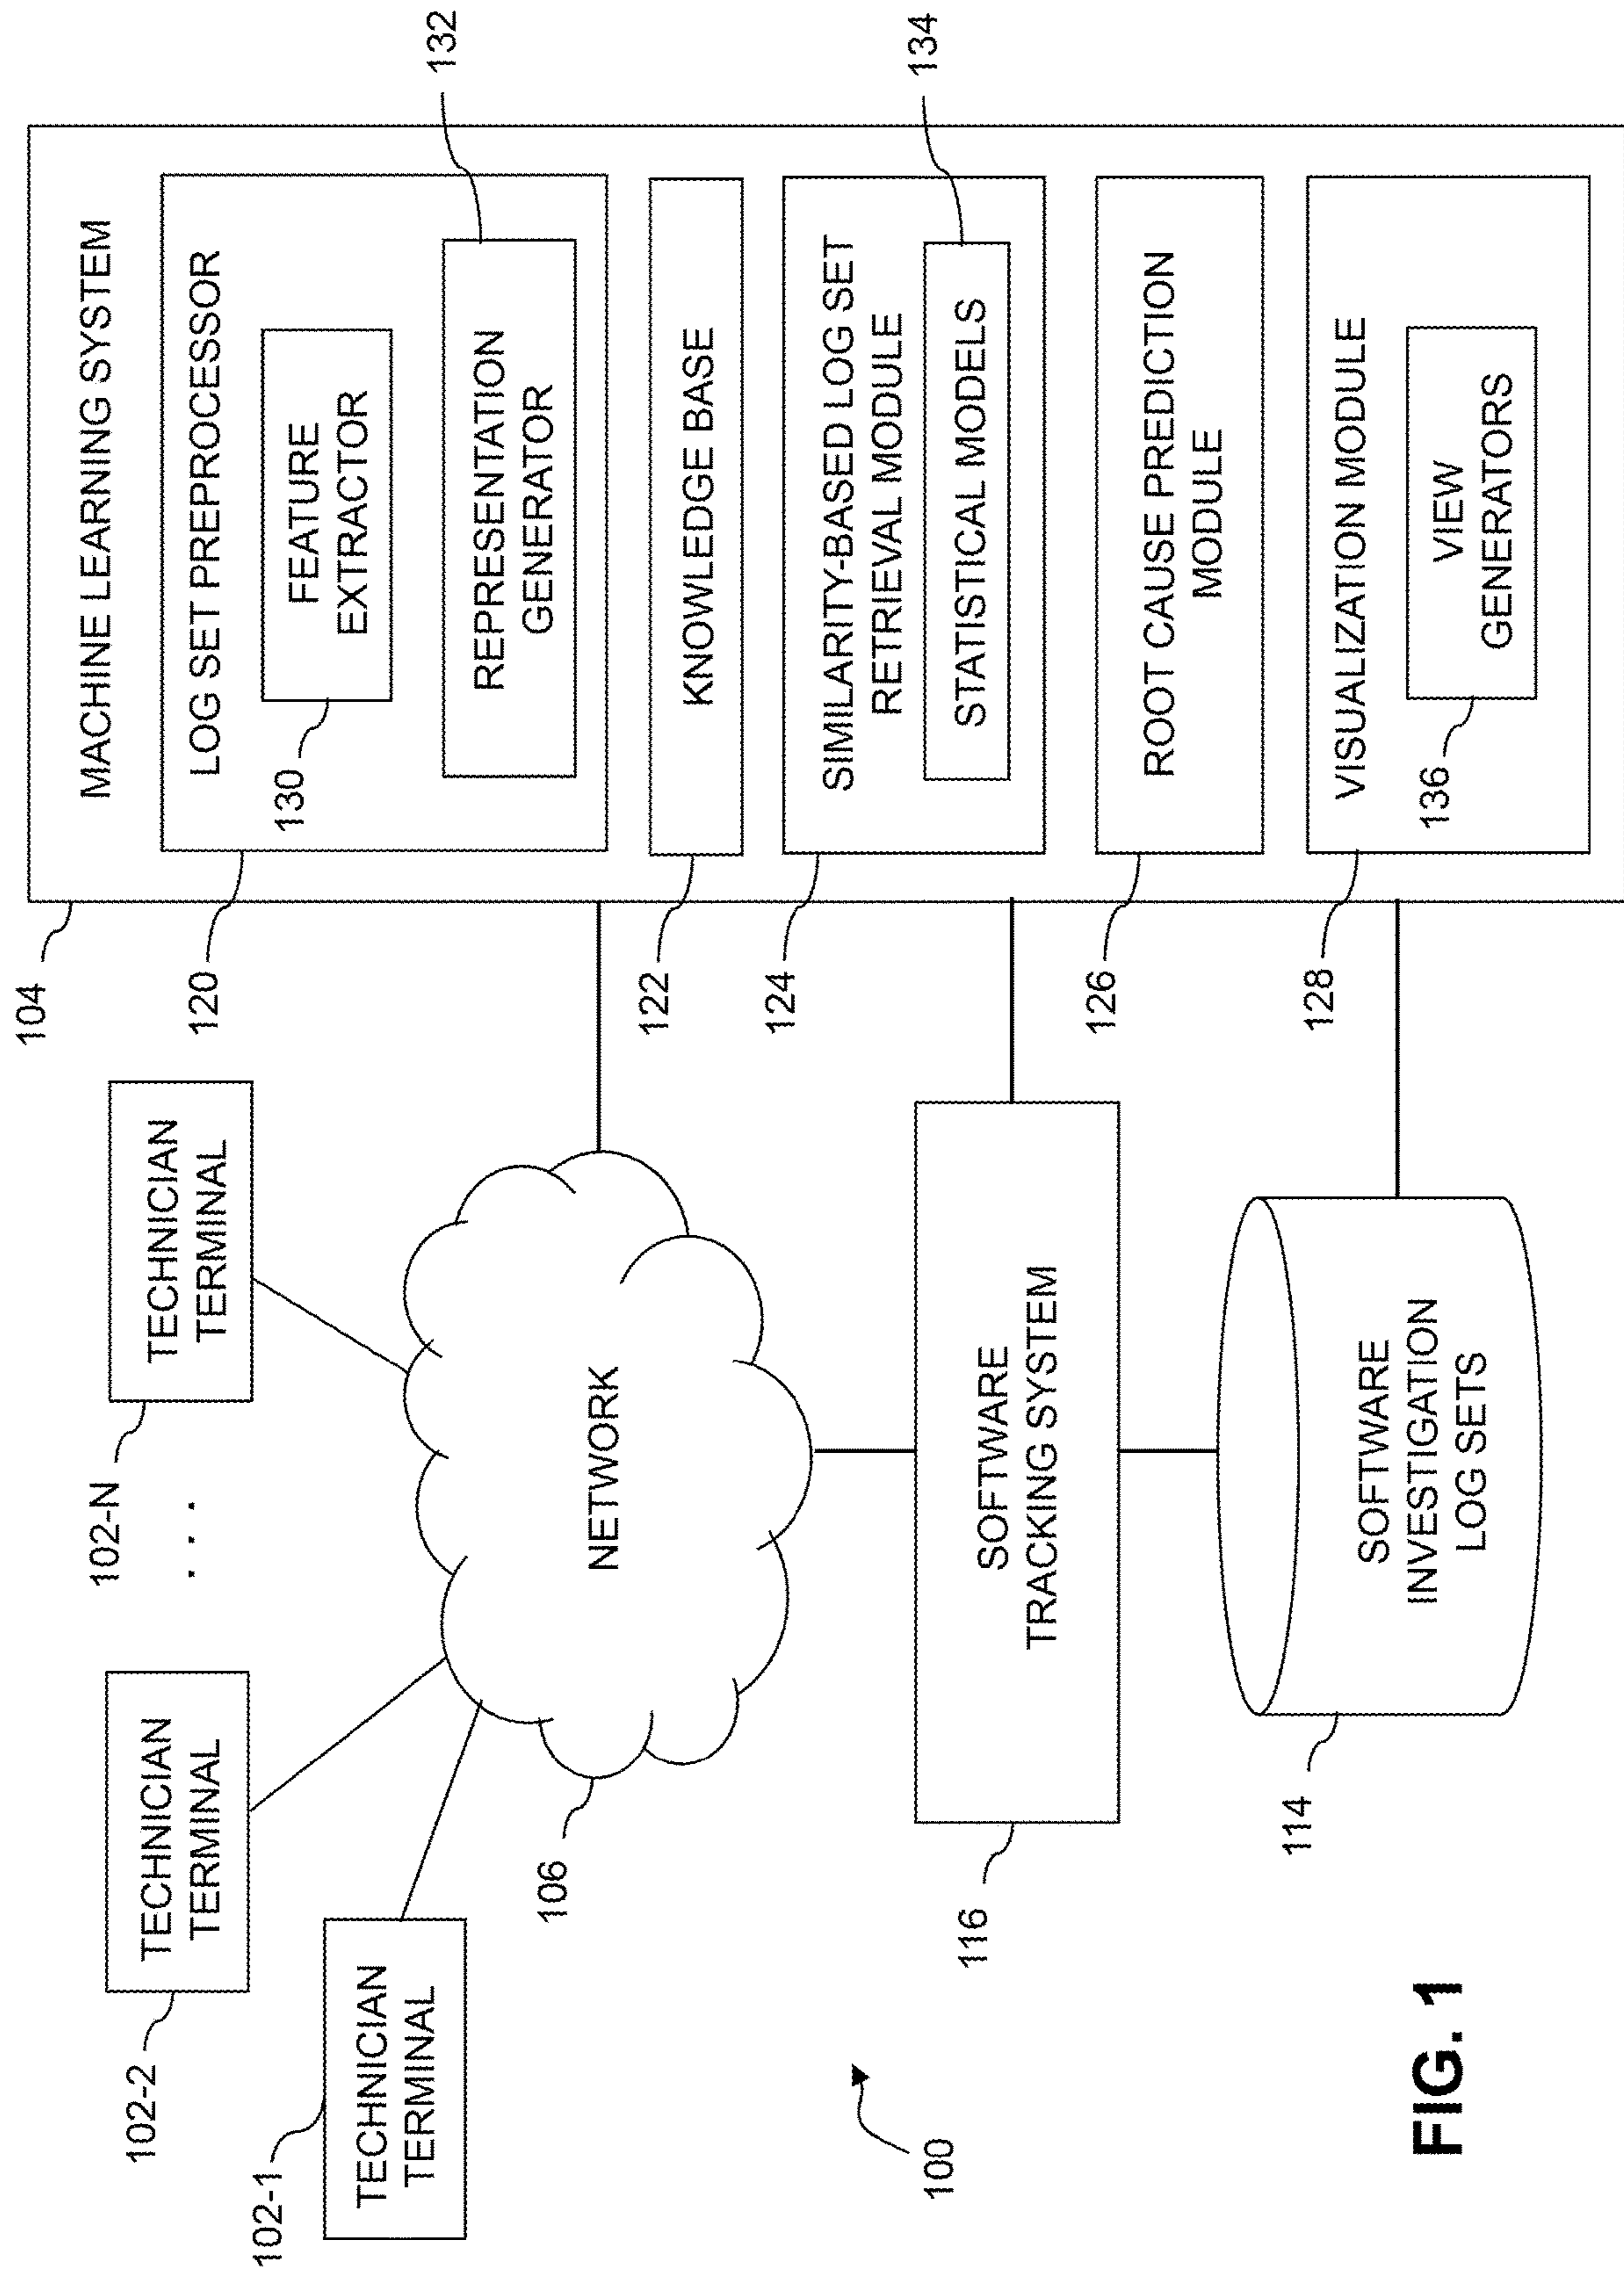 102-1
TECHNICIAN
TERMINAL
102-2
TECHNICIAN
TERMINAL
102-N
. . .
TECHNICIAN
TERMINAL
106
NETWORK
116
SOFTWARE
TRACKING SYSTEM
114
SOFTWARE
INVESTIGATION
LOG SETS
100
104
MACHINE LEARNING SYSTEM
120
LOG SET PREPROCESSOR
130
FEATURE
EXTRACTOR
132
REPRESENTATION
GENERATOR
122
KNOWLEDGE BASE
124
SIMILARITY-BASED LOG SET
RETRIEVAL MODULE
134
STATISTICAL MODELS
126
ROOT CAUSE PREDICTION
MODULE
128
VISUALIZATION MODULE
136
VIEW
GENERATORS
FIG. 1